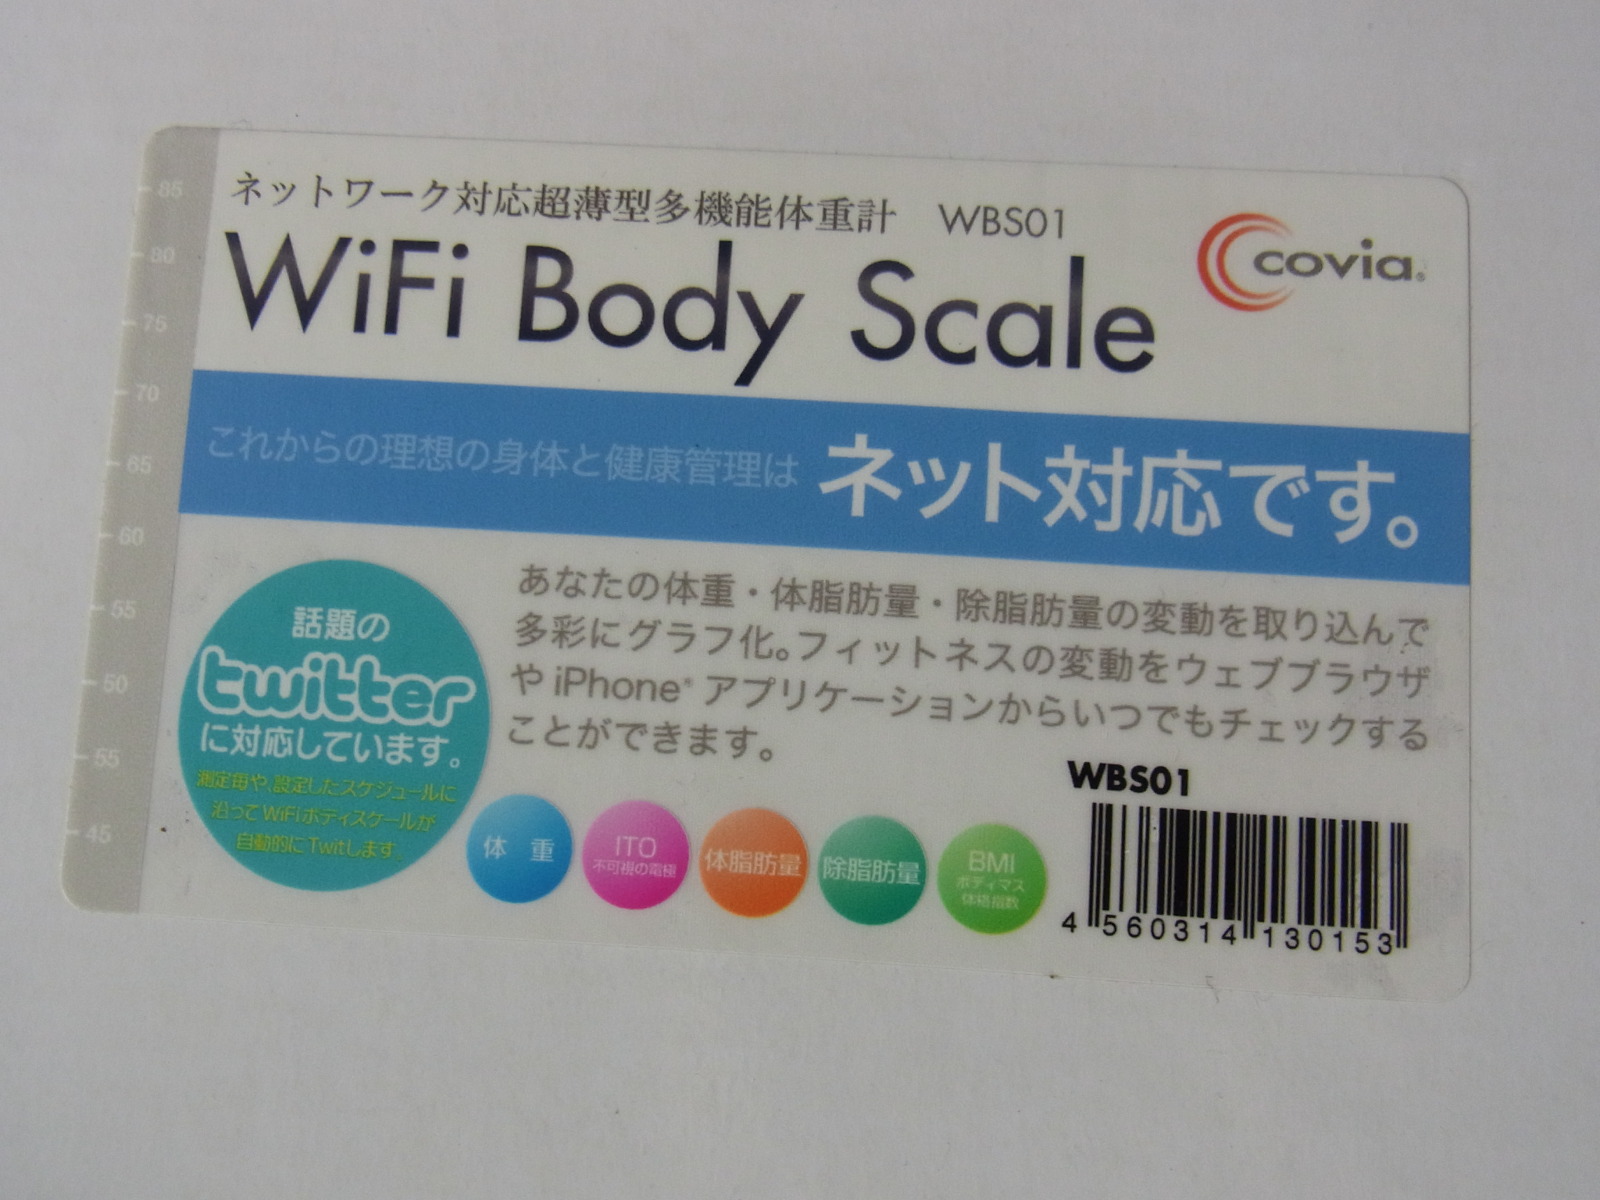 ネットワーク対応超薄型多機能体重計 WBS01
WiFi Body Scale
covia®
これからの理想の身体と健康管理は ネット対応です。
話題の
twitter
に対応しています。
測定毎や、設定したスケジュールに
沿ってWiFiボディスケールが
自動的にTwitします。
あなたの体重・体脂肪量・除脂肪量の変動を取り込んで
多彩にグラフ化。フィットネスの変動をウェブブラウザ
や iPhone® アプリケーションからいつでもチェックする
ことができます。
体 重
ITO
不可視の電極
体脂肪量
除脂肪量
BMI
ボディマス
体格指数
WBS01
4 560314 130153
85
80
75
70
65
60
55
50
55
45